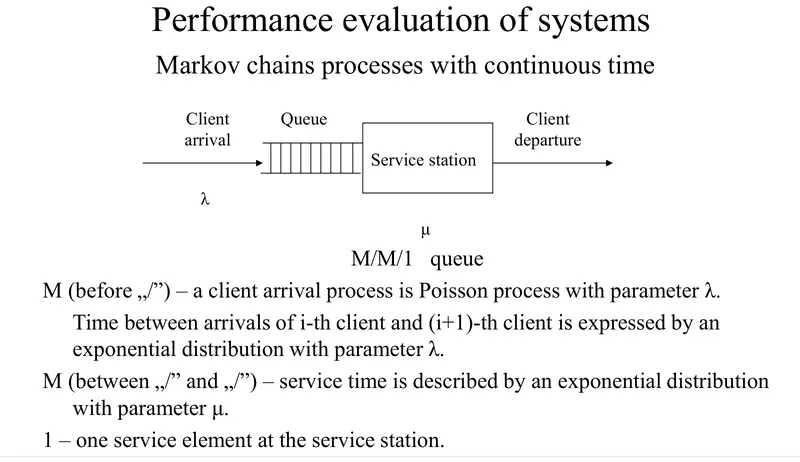 Performance evaluation of systems
Markov chains processes with continuous time
Client
arrival
Queue
Service station
Client
departure
λ
μ
M/M/1 queue
M (before „/”) – a client arrival process is Poisson process with parameter λ.
Time between arrivals of i-th client and (i+1)-th client is expressed by an
exponential distribution with parameter λ.
M (between „/” and „/”) – service time is described by an exponential distribution
with parameter μ.
1 – one service element at the service station.